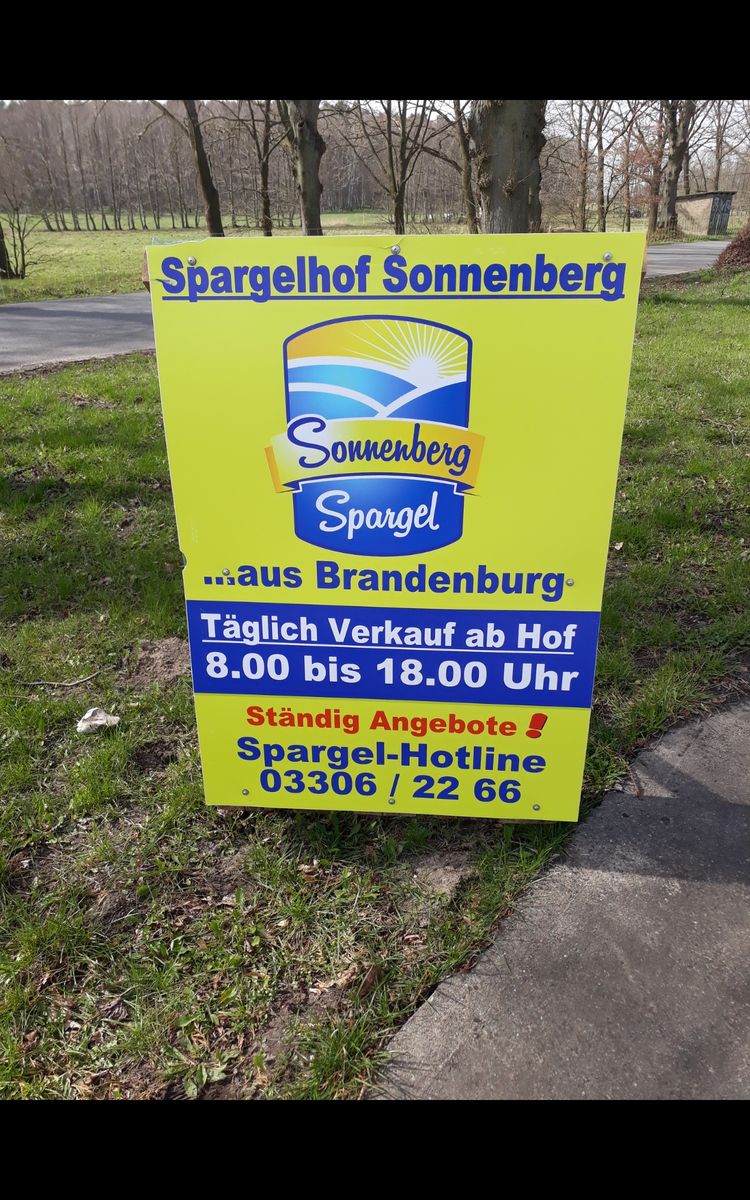 Spargelhof Sonnenberg
Sonnenberg
Spargel
...aus Brandenburg
Täglich Verkauf ab Hof
8.00 bis 18.00 Uhr
Ständig Angebote!
Spargel-Hotline
03306 / 22 66